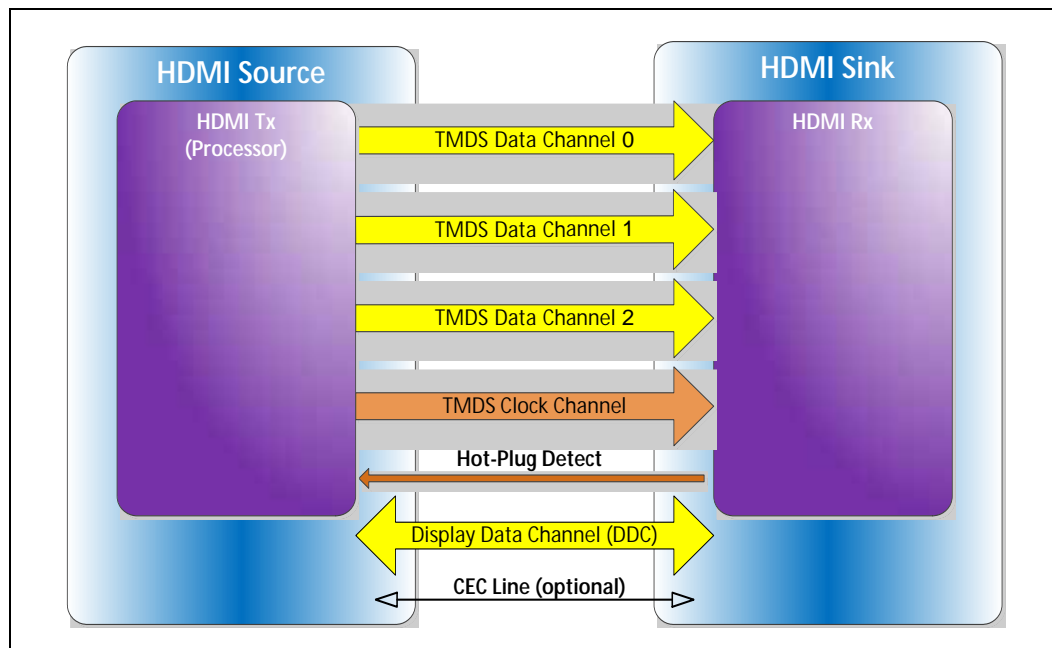 HDMI Source
HDMI Sink
HDMI Tx
(Processor)
HDMI Rx
TMDS Data Channel 0
TMDS Data Channel 1
TMDS Data Channel 2
TMDS Clock Channel
Hot-Plug Detect
Display Data Channel (DDC)
CEC Line (optional)